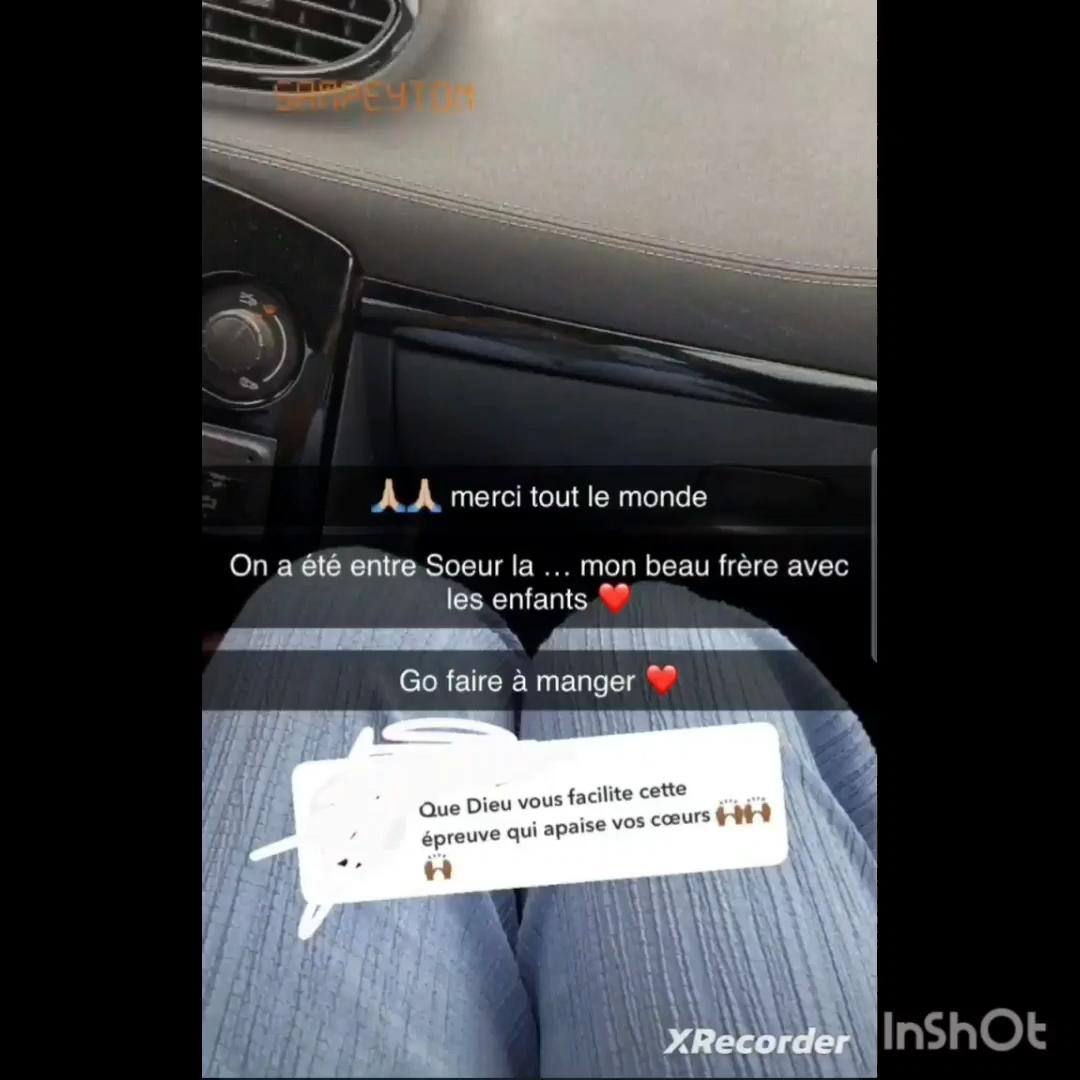 SAMPEYTOM
🙏🏼🙏🏼 merci tout le monde
On a été entre Soeur la … mon beau frère avec
les enfants ❤️
Go faire à manger ❤️
Que Dieu vous facilite cette
épreuve qui apaise vos cœurs 🙌🏾🙌🏾
🙌🏾
XRecorder
InShOt